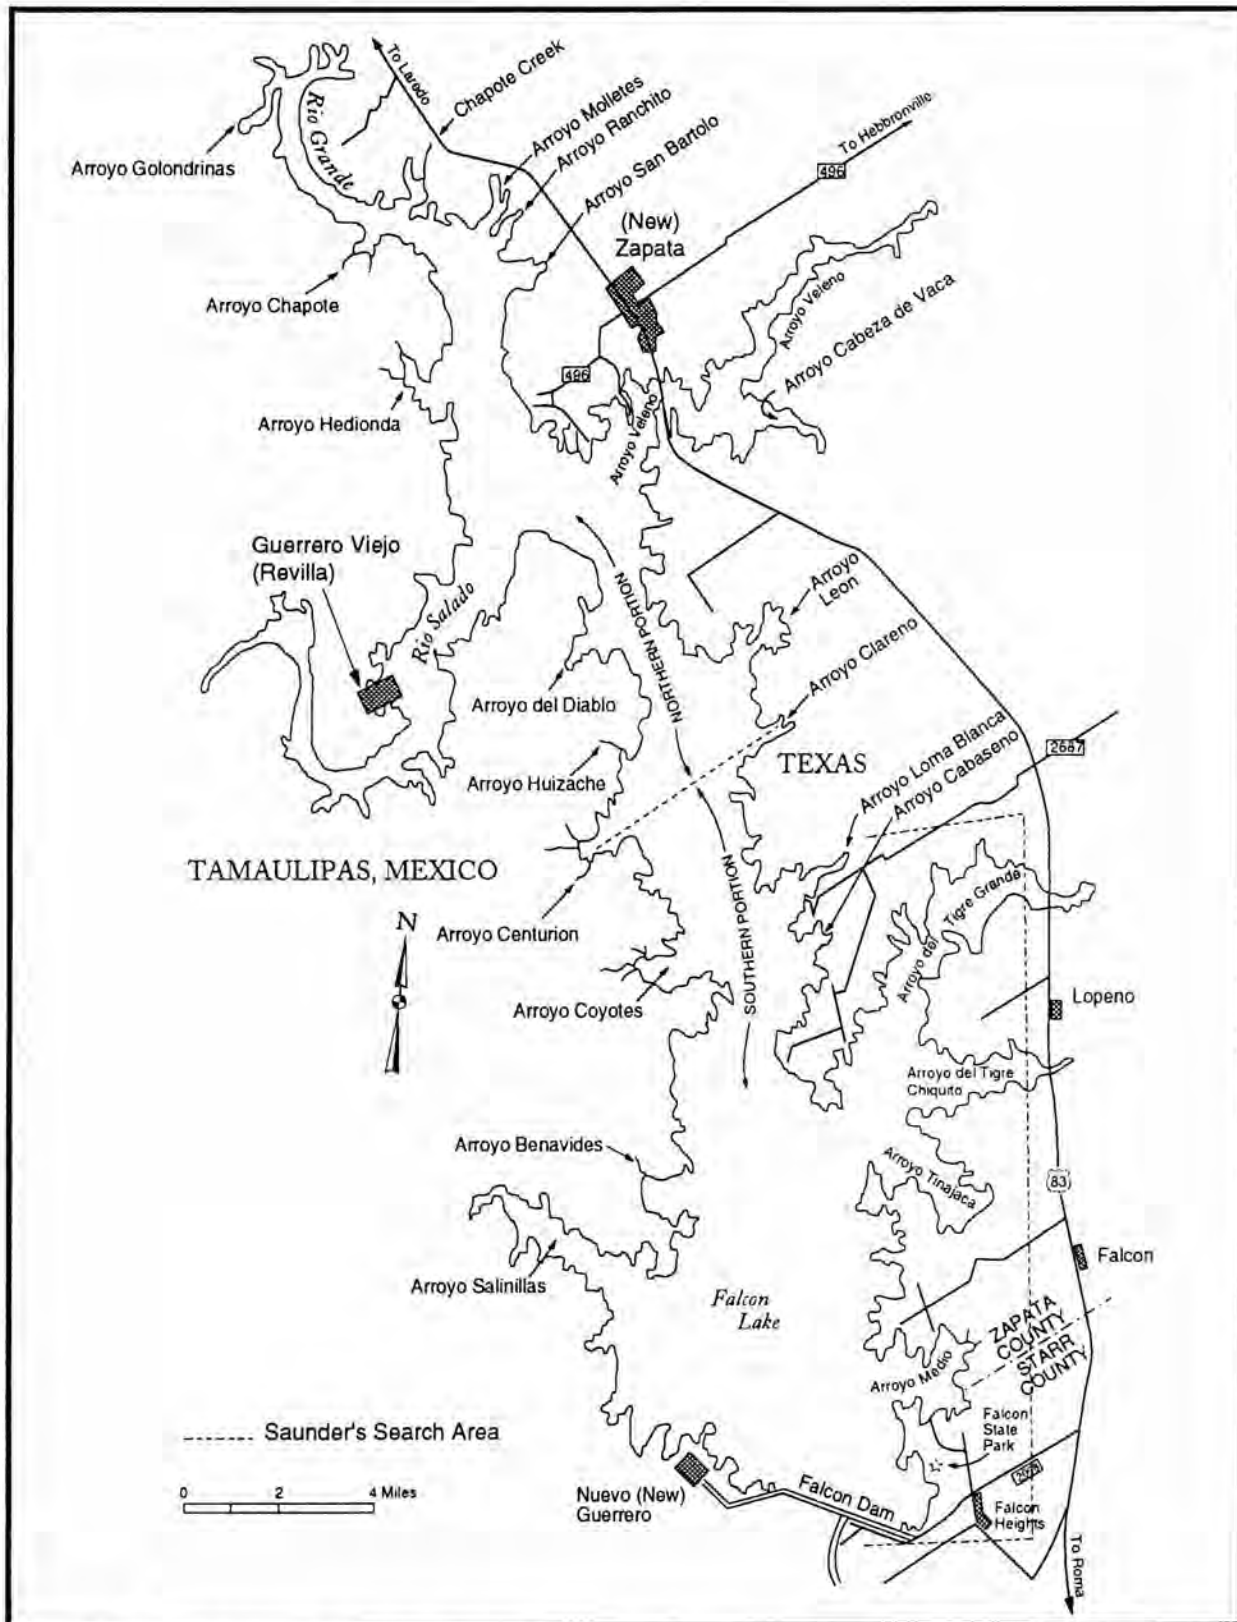 To Laredo
Chapote Creek
Arroyo Molletes
Arroyo Ranchito
Arroyo San Bartolo
To Hebbronville
496
Rio Grande
Arroyo Golondrinas
(New)
Zapata
Arroyo Veleno
Arroyo Cabeza de Vaca
Arroyo Chapote
496
Arroyo Hedionda
Arroyo Veleno
Guerrero Viejo
(Revilla)
Rio Salado
NORTHERN PORTION
Arroyo
Leon
Arroyo Clareno
Arroyo del Diablo
Arroyo Loma Blanca
Arroyo Cabaseno
2687
TEXAS
Arroyo Huizache
TAMAULIPAS, MEXICO
SOUTHERN PORTION
Arroyo del Tigre Grande
N
Arroyo Centurion
Arroyo Coyotes
Lopeno
Arroyo del Tigre
Chiquito
Arroyo Benavides
Arroyo Tinajaca
83
Falcon
Arroyo Salinillas
Falcon
Lake
ZAPATA
COUNTY
STARR
COUNTY
Arroyo Medio
Saunder's Search Area
Falcon
State
Park
0 2 4 Miles
Nuevo (New)
Guerrero
Falcon Dam
Falcon
Heights
To Roma